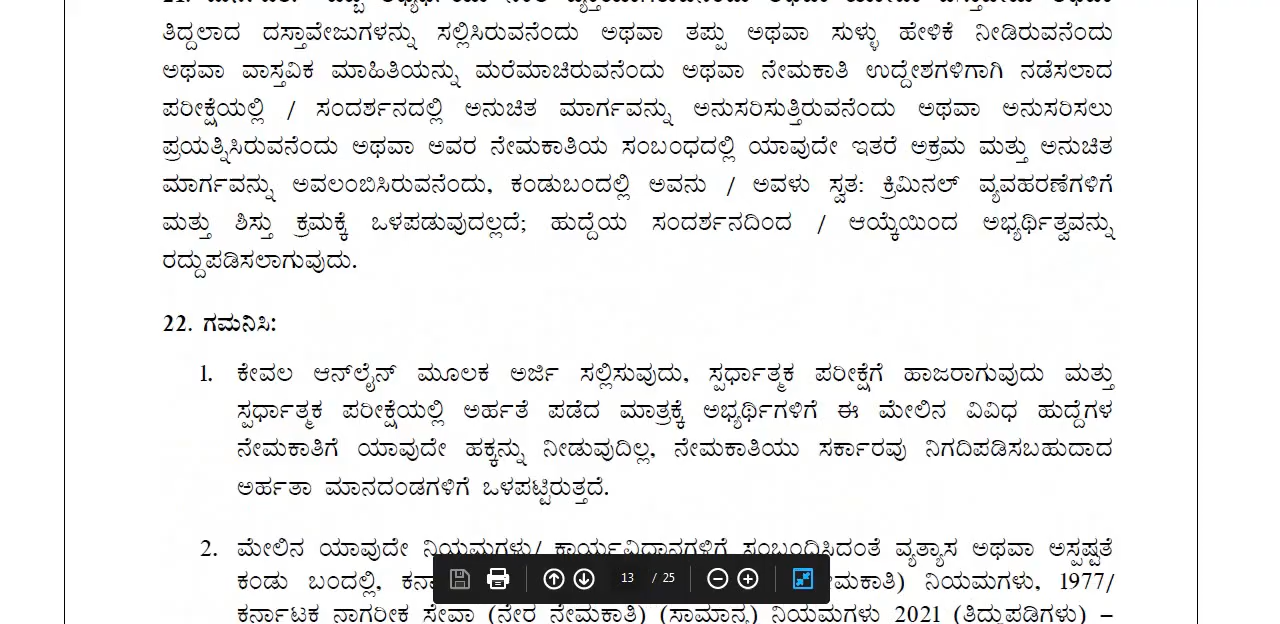 ತಿದ್ದಲಾದ ದಸ್ತಾವೇಜುಗಳನ್ನು ಸಲ್ಲಿಸಿರುವನೆಂದು ಅಥವಾ ತಪ್ಪು ಅಥವಾ ಸುಳ್ಳು ಹೇಳಿಕೆ ನೀಡಿರುವನೆಂದು
ಅಥವಾ ವಾಸ್ತವಿಕ ಮಾಹಿತಿಯನ್ನು ಮರೆಮಾಚಿರುವನೆಂದು ಅಥವಾ ನೇಮಕಾತಿ ಉದ್ದೇಶಗಳಿಗಾಗಿ ನಡೆಸಲಾದ
ಪರೀಕ್ಷೆಯಲ್ಲಿ / ಸಂದರ್ಶನದಲ್ಲಿ ಅನುಚಿತ ಮಾರ್ಗವನ್ನು ಅನುಸರಿಸುತ್ತಿರುವನೆಂದು ಅಥವಾ ಅನುಸರಿಸಲು
ಪ್ರಯತ್ನಿಸಿರುವನೆಂದು ಅಥವಾ ಅವರ ನೇಮಕಾತಿಯ ಸಂಬಂಧದಲ್ಲಿ ಯಾವುದೇ ಇತರೆ ಅಕ್ರಮ ಮತ್ತು ಅನುಚಿತ
ಮಾರ್ಗವನ್ನು ಅವಲಂಬಿಸಿರುವನೆಂದು, ಕಂಡುಬಂದಲ್ಲಿ ಅವನು / ಅವಳು ಸ್ವತ: ಕ್ರಿಮಿನಲ್ ವ್ಯವಹರಣೆಗಳಿಗೆ
ಮತ್ತು ಶಿಸ್ತು ಕ್ರಮಕ್ಕೆ ಒಳಪಡುವುದಲ್ಲದೆ; ಹುದ್ದೆಯ ಸಂದರ್ಶನದಿಂದ / ಆಯ್ಕೆಯಿಂದ ಅಭ್ಯರ್ಥಿತ್ವವನ್ನು
ರದ್ದುಪಡಿಸಲಾಗುವುದು.
22. ಗಮನಿಸಿ:
1. ಕೇವಲ ಆನ್‌ಲೈನ್ ಮೂಲಕ ಅರ್ಜಿ ಸಲ್ಲಿಸುವುದು, ಸ್ಪರ್ಧಾತ್ಮಕ ಪರೀಕ್ಷೆಗೆ ಹಾಜರಾಗುವುದು ಮತ್ತು
ಸ್ಪರ್ಧಾತ್ಮಕ ಪರೀಕ್ಷೆಯಲ್ಲಿ ಅರ್ಹತೆ ಪಡೆದ ಮಾತ್ರಕ್ಕೆ ಅಭ್ಯರ್ಥಿಗಳಿಗೆ ಈ ಮೇಲಿನ ವಿವಿಧ ಹುದ್ದೆಗಳ
ನೇಮಕಾತಿಗೆ ಯಾವುದೇ ಹಕ್ಕನ್ನು ನೀಡುವುದಿಲ್ಲ, ನೇಮಕಾತಿಯು ಸರ್ಕಾರವು ನಿಗದಿಪಡಿಸಬಹುದಾದ
ಅರ್ಹತಾ ಮಾನದಂಡಗಳಿಗೆ ಒಳಪಟ್ಟಿರುತ್ತದೆ.
2. ಮೇಲಿನ ಯಾವುದೇ ನಿಯಮಗಳು/ ಕಾರ್ಯವಿಧಾನಗಳಿಗೆ ಸಂಬಂಧಿಸಿದಂತೆ ವ್ಯತ್ಯಾಸ ಅಥವಾ ಅಸ್ಪಷ್ಟತೆ
ಕಂಡು ಬಂದಲ್ಲಿ, ನಿಯಮಗಳು, 1977/
ಕರ್ನಾಟಕ ನಾಗರೀಕ ಸೇವಾ (ನೇರ ನೇಮಕಾತಿ) (ಸಾಮಾನ್ಯ) ನಿಯಮಗಳು 2021 (ತಿದ್ದುಪಡಿಗಳು) –
13 / 25